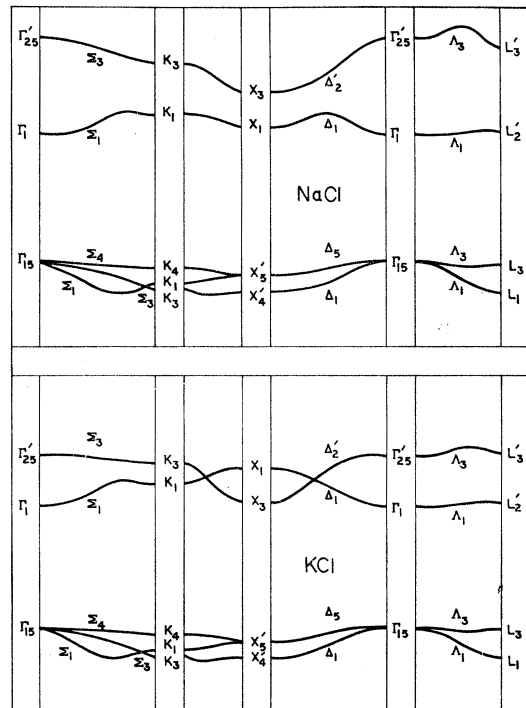 Γ′25 Σ3 K3 X3 Δ′2 Γ′25 Λ3 L′3
Γ1 Σ1 K1 X1 Δ1 Γ1 Λ1 L′2
NaCl
Γ15 Σ4 K4 X′5 Δ5 Γ15 Λ3 L3
Σ1 Σ3 K1 K3 X′4 Δ1 Λ1 L1
Γ′25 Σ3 K3 X1 Δ′2 Γ′25 Λ3 L′3
Γ1 Σ1 K1 X3 Δ1 Γ1 Λ1 L′2
KCl
Γ15 Σ4 K4 X′5 Δ5 Γ15 Λ3 L3
Σ1 Σ3 K1 K3 X′4 Δ1 Λ1 L1